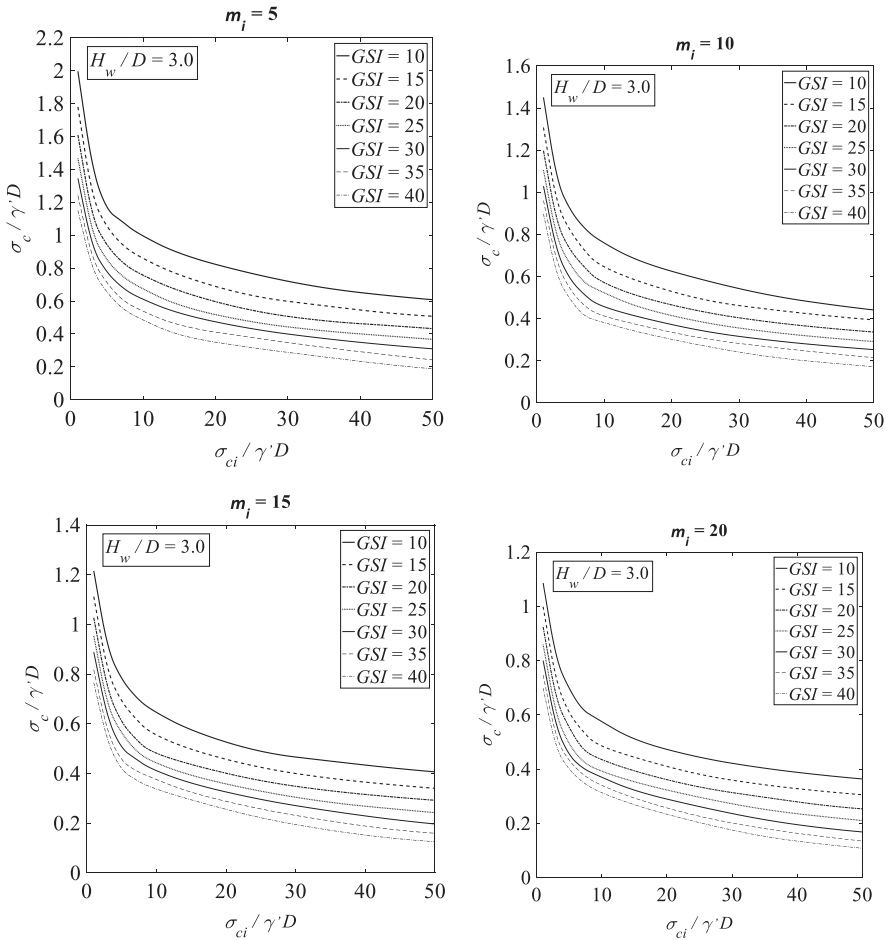 m_i = 5
H_w / D = 3.0
GSI = 10
GSI = 15
GSI = 20
GSI = 25
GSI = 30
GSI = 35
GSI = 40
2.2
2
1.8
1.6
1.4
1.2
1
0.8
0.6
0.4
0.2
0
0 10 20 30 40 50
σ_c / γ’D
σ_ci / γ’D
m_i = 10
H_w / D = 3.0
GSI = 10
GSI = 15
GSI = 20
GSI = 25
GSI = 30
GSI = 35
GSI = 40
1.6
1.4
1.2
1
0.8
0.6
0.4
0.2
0
0 10 20 30 40 50
σ_c / γ’D
σ_ci / γ’D
m_i = 15
H_w / D = 3.0
GSI = 10
GSI = 15
GSI = 20
GSI = 25
GSI = 30
GSI = 35
GSI = 40
1.4
1.2
1
0.8
0.6
0.4
0.2
0
0 10 20 30 40 50
σ_c / γ’D
σ_ci / γ’D
m_i = 20
H_w / D = 3.0
GSI = 10
GSI = 15
GSI = 20
GSI = 25
GSI = 30
GSI = 35
GSI = 40
1.2
1
0.8
0.6
0.4
0.2
0
0 10 20 30 40 50
σ_c / γ’D
σ_ci / γ’D